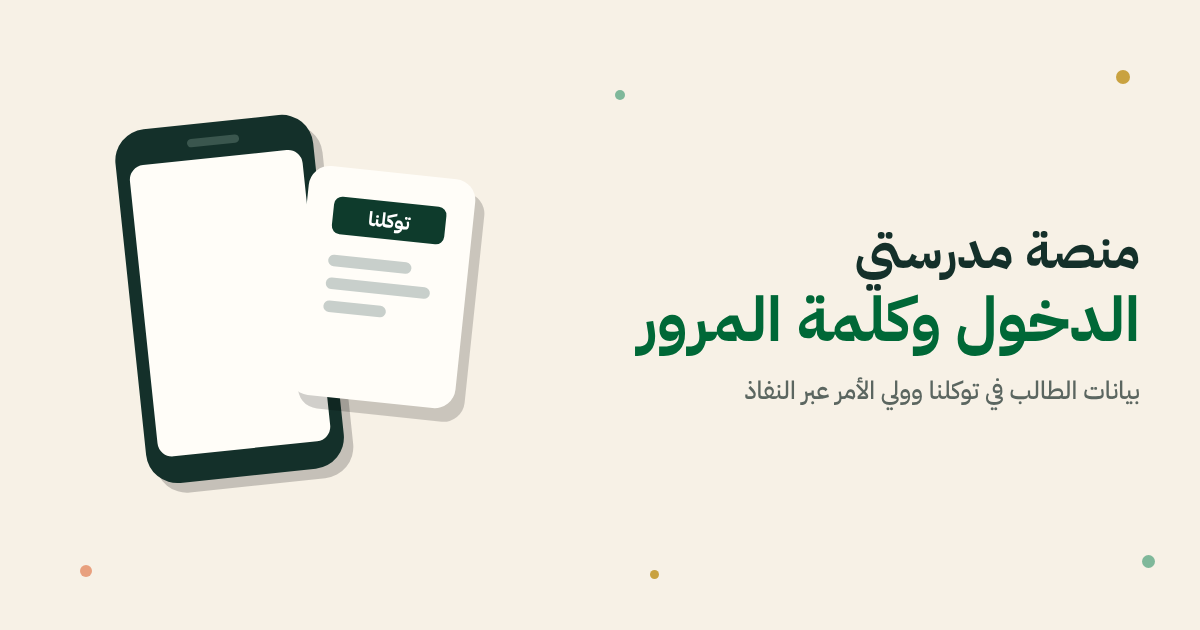 منصة مدرستي
الدخول وكلمة المرور
بيانات الطالب في توكلنا وولي الأمر عبر النفاذ
توكلنا